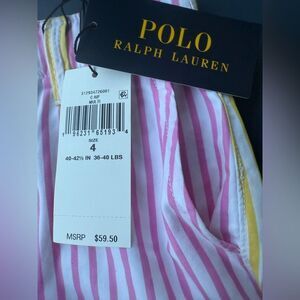 POLO
RALPH LAUREN
SIZE
4
40-42½ IN 36-40 LBS
MSRP $59.50